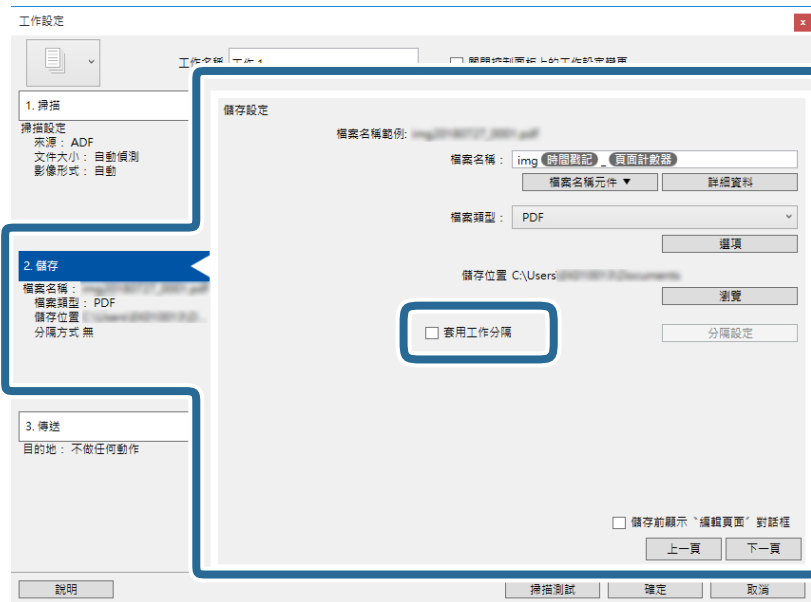 工作設定
x
工作名稱 工作 1
1. 掃描
掃描設定
來源： ADF
文件大小： 自動偵測
影像形式： 自動
2. 儲存
檔案名稱：
檔案類型： PDF
儲存位置
分隔方式 無
3. 傳送
目的地： 不做任何動作
儲存設定
檔案名稱範例:
檔案名稱： img 時間戳記 _ 頁面計數器
檔案名稱元件 ▼ 詳細資料
檔案類型： PDF
選項
儲存位置 C:\Users
瀏覽
套用工作分隔 分隔設定
儲存前顯示〝編輯頁面〞對話框
上一頁 下一頁
說明 掃描測試 確定 取消